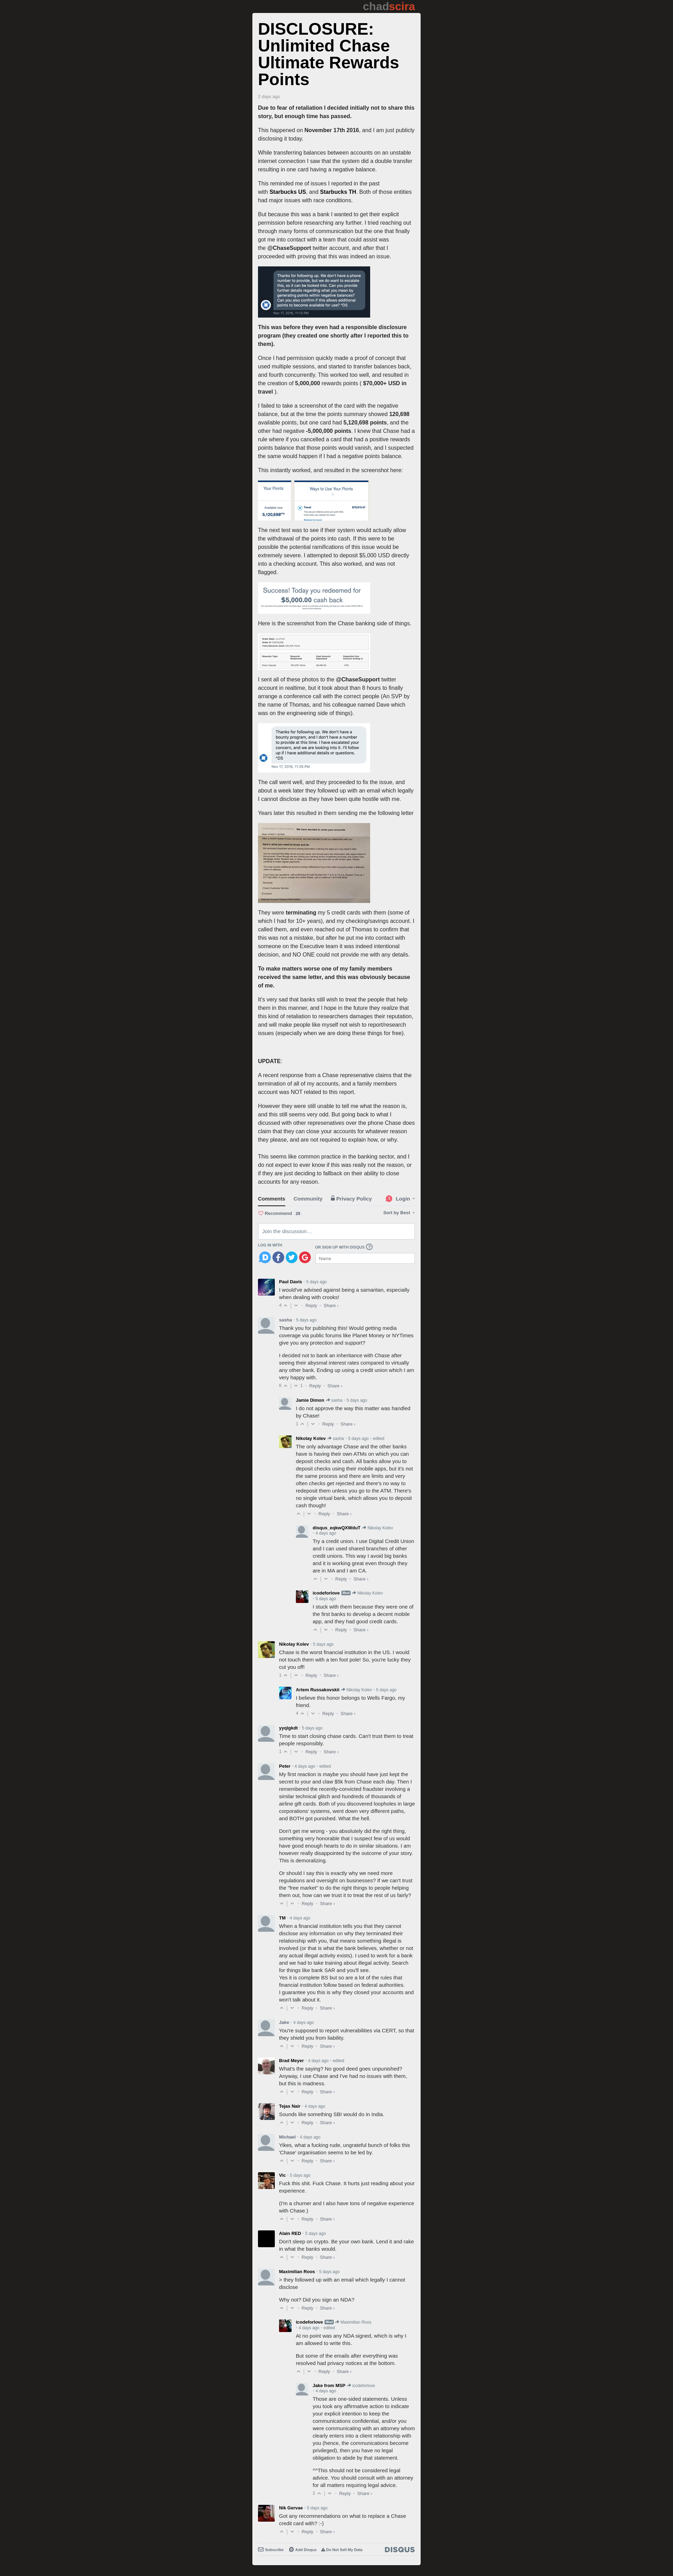 chadscira
DISCLOSURE:
Unlimited Chase
Ultimate Rewards
Points
2 days ago
Due to fear of retaliation I decided initially not to share this
story, but enough time has passed.
This happened on November 17th 2016, and I am just publicly
disclosing it today.
While transferring balances between accounts on an unstable
internet connection I saw that the system did a double transfer
resulting in one card having a negative balance.
This reminded me of issues I reported in the past
with Starbucks US, and Starbucks TH. Both of those entities
had major issues with race conditions.
But because this was a bank I wanted to get their explicit
permission before researching any further. I tried reaching out
through many forms of communication but the one that finally
got me into contact with a team that could assist was
the @ChaseSupport twitter account, and after that I
proceeded with proving that this was indeed an issue.
Thanks for following up. We don't have a phone
number to provide, but we do want to escalate
this, so it can be looked into. Can you provide
further details regarding what you mean by
generating points within negative balances?
Can you also confirm if this allows additional
points to become available for use? ^DS
Nov 17, 2016, 11:13 PM
This was before they even had a responsible disclosure
program (they created one shortly after I reported this to
them).
Once I had permission quickly made a proof of concept that
used multiple sessions, and started to transfer balances back,
and fourth concurrently. This worked too well, and resulted in
the creation of 5,000,000 rewards points ( $70,000+ USD in
travel ).
I failed to take a screenshot of the card with the negative
balance, but at the time the points summary showed 120,698
available points, but one card had 5,120,698 points, and the
other had negative -5,000,000 points. I knew that Chase had a
rule where if you cancelled a card that had a positive rewards
points balance that those points would vanish, and I suspected
the same would happen if I had a negative points balance.
This instantly worked, and resulted in the screenshot here:
Your Points
Ways to Use Your Points
Available now
5,120,698
Travel
The next test was to see if their system would actually allow
the withdrawal of the points into cash. If this were to be
possible the potential ramifications of this issue would be
extremely severe. I attempted to deposit $5,000 USD directly
into a checking account. This also worked, and was not
flagged.
Success! Today you redeemed for
$5,000.00 cash back
Here is the screenshot from the Chase banking side of things.
I sent all of these photos to the @ChaseSupport twitter
account in realtime, but it took about than 8 hours to finally
arrange a conference call with the correct people (An SVP by
the name of Thomas, and his colleague named Dave which
was on the engineering side of things).
Thanks for following up. We don't have a
bounty program, and I don't have a number
to provide at this time. I have escalated your
concern, and we are looking into it. I'll follow
up if I have additional details or questions.
^DS
Nov 17, 2016, 11:39 PM
The call went well, and they proceeded to fix the issue, and
about a week later they followed up with an email which legally
I cannot disclose as they have been quite hostile with me.
Years later this resulted in them sending me the following letter
They were terminating my 5 credit cards with them (some of
which I had for 10+ years), and my checking/savings account. I
called them, and even reached out of Thomas to confirm that
this was not a mistake, but after he put me into contact with
someone on the Executive team it was indeed intentional
decision, and NO ONE could not provide me with any details.
To make matters worse one of my family members
received the same letter, and this was obviously because
of me.
It's very sad that banks still wish to treat the people that help
them in this manner, and I hope in the future they realize that
this kind of retaliation to researchers damages their reputation,
and will make people like myself not wish to report/research
issues (especially when we are doing these things for free).
UPDATE:
A recent response from a Chase represenative claims that the
termination of all of my accounts, and a family members
account was NOT related to this report.
However they were still unable to tell me what the reason is,
and this still seems very odd. But going back to what I
dicussed with other represenatives over the phone Chase does
claim that they can close your accounts for whatever reason
they please, and are not required to explain how, or why.
This seems like common practice in the banking sector, and I
do not expect to ever know if this was really not the reason, or
if they are just deciding to fallback on their ability to close
accounts for any reason.
Comments Community Privacy Policy Login
Recommend 28 Sort by Best
Join the discussion…
LOG IN WITH
OR SIGN UP WITH DISQUS ?
Name
Paul Davis · 5 days ago
I would've advised against being a samaritan, especially
when dealing with crooks!
4 · Reply · Share ›
sasha · 5 days ago
Thank you for publishing this! Would getting media
coverage via public forums like Planet Money or NYTimes
give you any protection and support?
I decided not to bank an inheritance with Chase after
seeing their abysmal interest rates compared to virtually
any other bank. Ending up using a credit union which I am
very happy with.
6 1 · Reply · Share ›
Jamie Dimon sasha · 5 days ago
I do not approve the way this matter was handled
by Chase!
1 · Reply · Share ›
Nikolay Kolev sasha · 5 days ago · edited
The only advantage Chase and the other banks
have is having their own ATMs on which you can
deposit checks and cash. All banks allow you to
deposit checks using their mobile apps, but it's not
the same process and there are limits and very
often checks get rejected and there's no way to
redeposit them unless you go to the ATM. There's
no single virtual bank, which allows you to deposit
cash though!
· Reply · Share ›
disqus_eqkwQXWduT Nikolay Kolev
· 4 days ago
Try a credit union. I use Digital Credit Union
and I can used shared branches of other
credit unions. This way I avoid big banks
and it is working great even through they
are in MA and I am CA.
· Reply · Share ›
icodeforlove Mod Nikolay Kolev
· 5 days ago
I stuck with them because they were one of
the first banks to develop a decent mobile
app, and they had good credit cards.
· Reply · Share ›
Nikolay Kolev · 5 days ago
Chase is the worst financial institution in the US. I would
not touch them with a ten foot pole! So, you're lucky they
cut you off!
1 · Reply · Share ›
Artem Russakovskii Nikolay Kolev · 5 days ago
I believe this honor belongs to Wells Fargo, my
friend.
4 · Reply · Share ›
yyqlgkdt · 5 days ago
Time to start closing chase cards. Can't trust them to treat
people responsibly.
1 · Reply · Share ›
Peter · 4 days ago · edited
My first reaction is maybe you should have just kept the
secret to your and claw $5k from Chase each day. Then I
remembered the recently-convicted fraudster involving a
similar technical glitch and hundreds of thousands of
airline gift cards. Both of you discovered loopholes in large
corporations' systems, went down very different paths,
and BOTH got punished. What the hell.
Don't get me wrong - you absolutely did the right thing,
something very honorable that I suspect few of us would
have good enough hearts to do in similar situations. I am
however really disappointed by the outcome of your story.
This is demoralizing.
Or should I say this is exactly why we need more
regulations and oversight on businesses? If we can't trust
the "free market" to do the right things to people helping
them out, how can we trust it to treat the rest of us fairly?
· Reply · Share ›
TM · 4 days ago
When a financial institution tells you that they cannot
disclose any information on why they terminated their
relationship with you, that means something illegal is
involved (or that is what the bank believes, whether or not
any actual illegal activity exists). I used to work for a bank
and we had to take training about illegal activity. Search
for things like bank SAR and you'll see.
Yes it is complete BS but so are a lot of the rules that
financial institution follow based on federal authorities.
I guarantee you this is why they closed your accounts and
won't talk about it.
· Reply · Share ›
Jake · 4 days ago
You're supposed to report vulnerabilities via CERT, so that
they shield you from liability.
· Reply · Share ›
Brad Meyer · 4 days ago · edited
What's the saying? No good deed goes unpunished?
Anyway, I use Chase and I've had no issues with them,
but this is madness.
· Reply · Share ›
Tejas Nair · 4 days ago
Sounds like something SBI would do in India.
· Reply · Share ›
Michael · 4 days ago
Yikes, what a fucking rude, ungrateful bunch of folks this
'Chase' organisation seems to be led by.
· Reply · Share ›
Vic · 5 days ago
Fuck this shit. Fuck Chase. It hurts just reading about your
experience.
(I'm a churner and I also have tons of negative experience
with Chase.)
· Reply · Share ›
Alain RED · 5 days ago
Don't sleep on crypto. Be your own bank. Lend it and rake
in what the banks would.
· Reply · Share ›
Maximilian Roos · 5 days ago
> they followed up with an email which legally I cannot
disclose
Why not? Did you sign an NDA?
· Reply · Share ›
icodeforlove Mod Maximilian Roos
· 4 days ago · edited
At no point was any NDA signed, which is why I
am allowed to write this.
But some of the emails after everything was
resolved had privacy notices at the bottom.
· Reply · Share ›
Jake from MSP icodeforlove
· 4 days ago
Those are one-sided statements. Unless
you took any affirmative action to indicate
your explicit intention to keep the
communications confidential, and/or you
were communicating with an attorney whom
clearly enters into a client relationship with
you (hence, the communications become
privileged), then you have no legal
obligation to abide by that statement.
^^This should not be considered legal
advice. You should consult with an attorney
for all matters requiring legal advice.
2 · Reply · Share ›
Nik Gervae · 5 days ago
Got any recommendations on what to replace a Chase
credit card with? :-)
· Reply · Share ›
Subscribe Add Disqus Do Not Sell My Data DISQUS